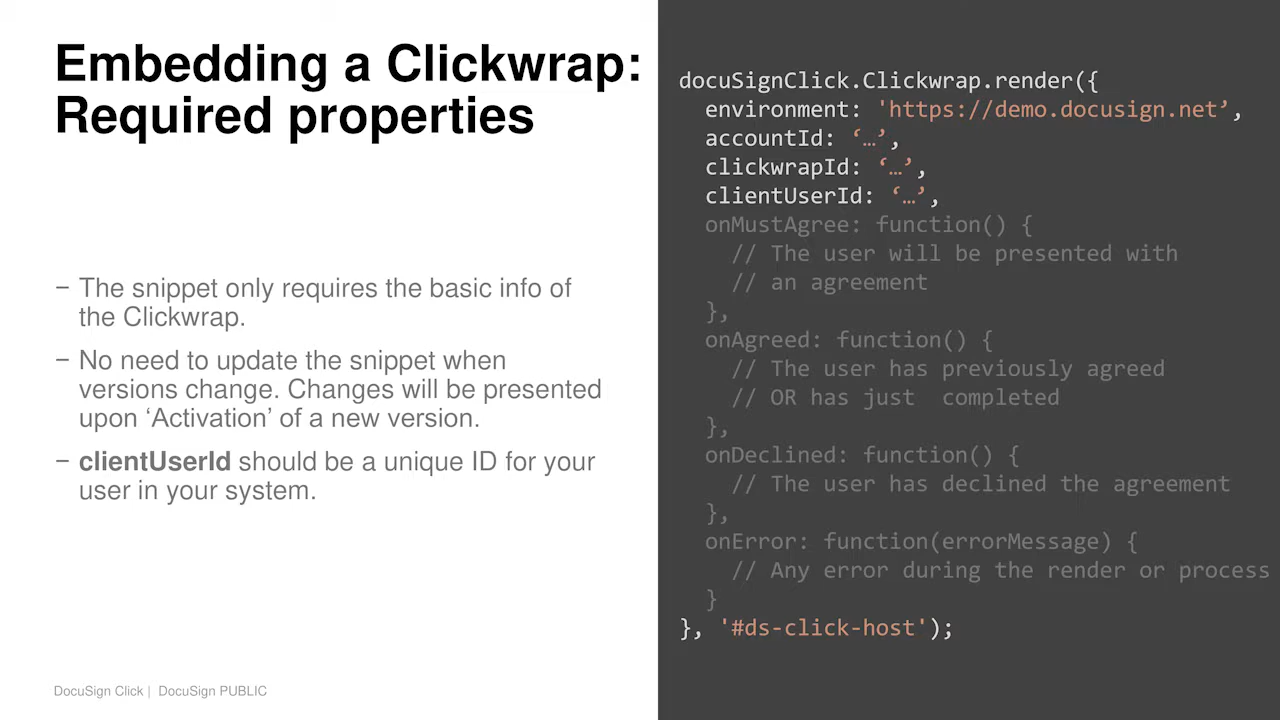 Embedding a Clickwrap:
Required properties
− The snippet only requires the basic info of
the Clickwrap.
− No need to update the snippet when
versions change. Changes will be presented
upon ‘Activation’ of a new version.
− clientUserId should be a unique ID for your
user in your system.
DocuSign Click | DocuSign PUBLIC
docuSignClick.Clickwrap.render({
  environment: 'https://demo.docusign.net’,
  accountId: ‘…’,
  clickwrapId: ‘…’,
  clientUserId: ‘…’,
  onMustAgree: function() {
    // The user will be presented with
    // an agreement
  },
  onAgreed: function() {
    // The user has previously agreed
    // OR has just  completed
  },
  onDeclined: function() {
    // The user has declined the agreement
  },
  onError: function(errorMessage) {
    // Any error during the render or process
  }
}, '#ds-click-host');